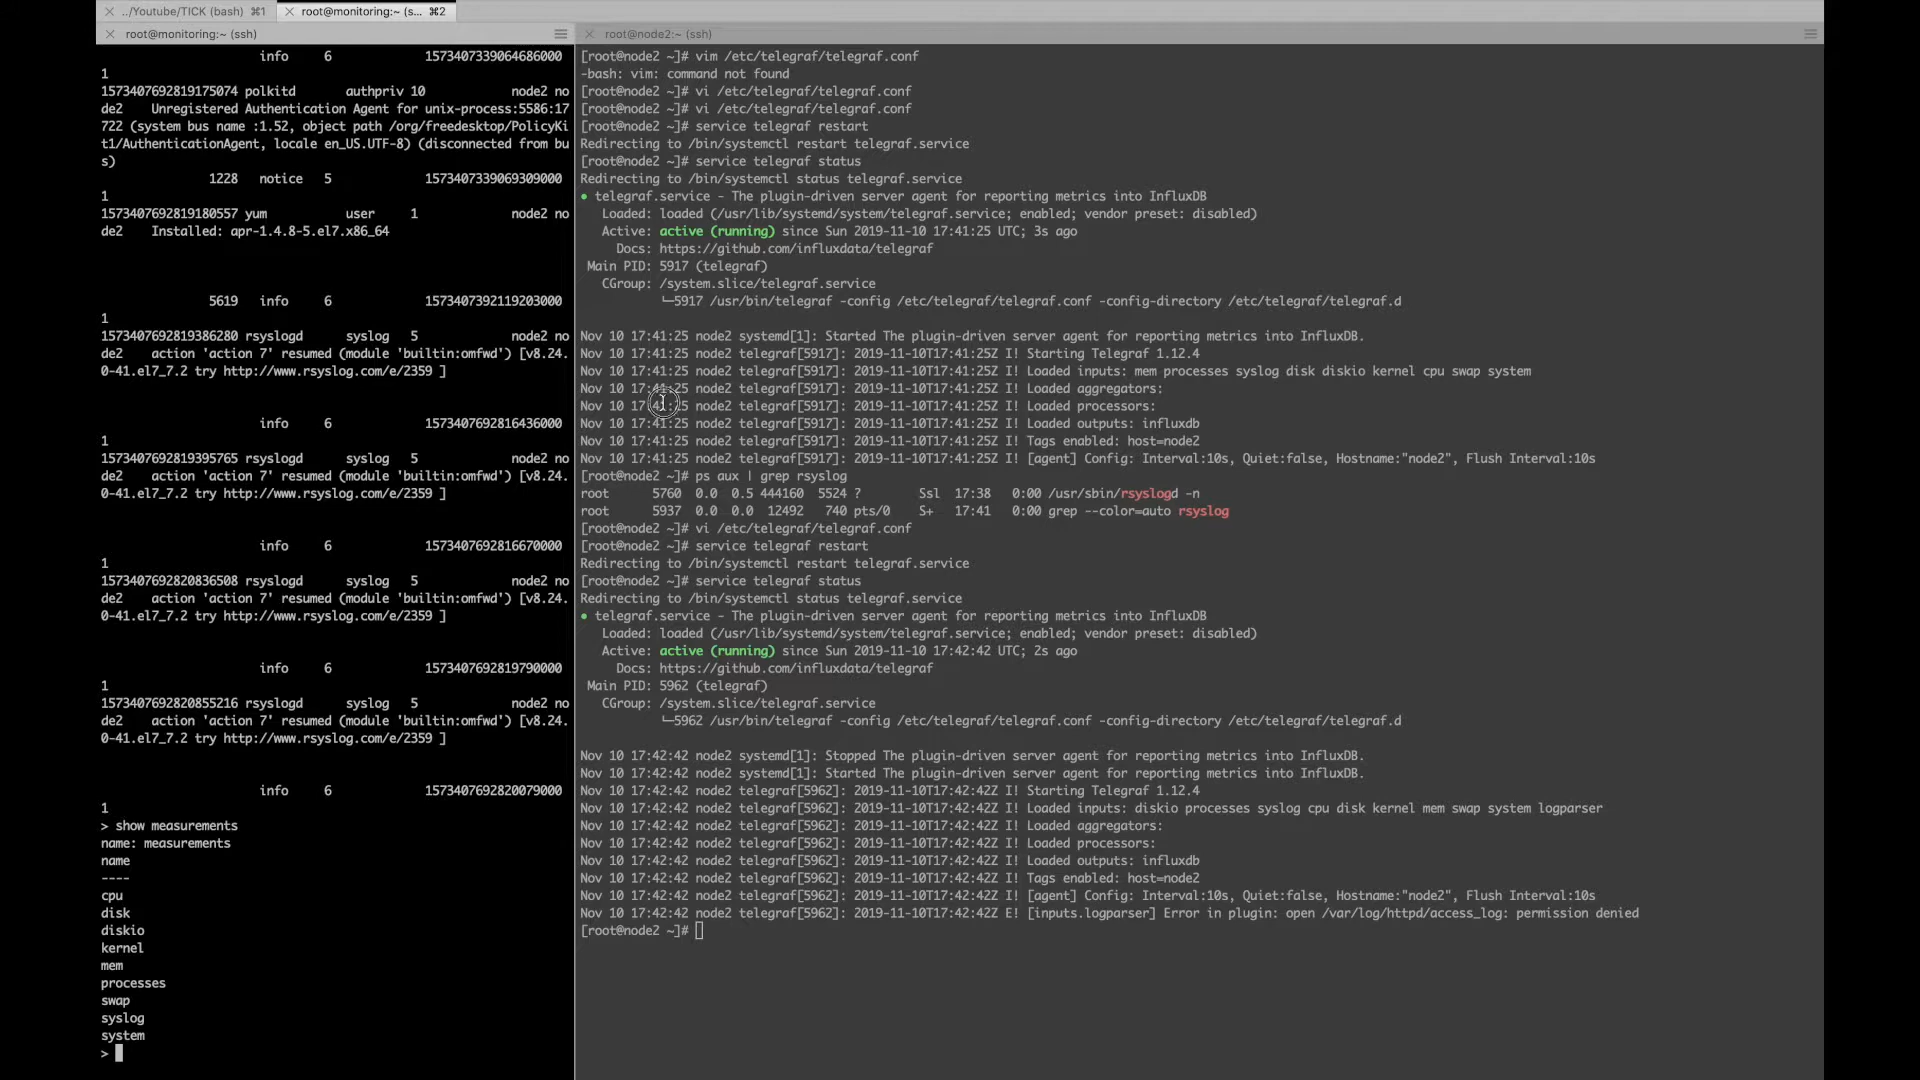 ../Youtube/TICK (bash) ⌘1
root@monitoring:~ (s... ⌘2
root@monitoring:~ (ssh)
info 6 1573407339064686000
1
1573407692819175074 polkitd authpriv 10 node2 no
de2 Unregistered Authentication Agent for unix-process:5586:17
722 (system bus name :1.52, object path /org/freedesktop/PolicyKi
t1/AuthenticationAgent, locale en_US.UTF-8) (disconnected from bu
s)
1228 notice 5 1573407339069309000
1
1573407692819180557 yum user 1 node2 no
de2 Installed: apr-1.4.8-5.el7.x86_64
5619 info 6 1573407392119203000
1
1573407692819386280 rsyslogd syslog 5 node2 no
de2 action 'action 7' resumed (module 'builtin:omfwd') [v8.24.
0-41.el7_7.2 try http://www.rsyslog.com/e/2359 ]
info 6 1573407692816436000
1
1573407692819395765 rsyslogd syslog 5 node2 no
de2 action 'action 7' resumed (module 'builtin:omfwd') [v8.24.
0-41.el7_7.2 try http://www.rsyslog.com/e/2359 ]
info 6 1573407692816670000
1
1573407692820836508 rsyslogd syslog 5 node2 no
de2 action 'action 7' resumed (module 'builtin:omfwd') [v8.24.
0-41.el7_7.2 try http://www.rsyslog.com/e/2359 ]
info 6 1573407692819790000
1
1573407692820855216 rsyslogd syslog 5 node2 no
de2 action 'action 7' resumed (module 'builtin:omfwd') [v8.24.
0-41.el7_7.2 try http://www.rsyslog.com/e/2359 ]
info 6 1573407692820079000
1
> show measurements
name: measurements
name
----
cpu
disk
diskio
kernel
mem
processes
swap
syslog
system
>
root@node2:~ (ssh)
[root@node2 ~]# vim /etc/telegraf/telegraf.conf
-bash: vim: command not found
[root@node2 ~]# vi /etc/telegraf/telegraf.conf
[root@node2 ~]# vi /etc/telegraf/telegraf.conf
[root@node2 ~]# service telegraf restart
Redirecting to /bin/systemctl restart telegraf.service
[root@node2 ~]# service telegraf status
Redirecting to /bin/systemctl status telegraf.service
● telegraf.service - The plugin-driven server agent for reporting metrics into InfluxDB
Loaded: loaded (/usr/lib/systemd/system/telegraf.service; enabled; vendor preset: disabled)
Active: active (running) since Sun 2019-11-10 17:41:25 UTC; 3s ago
Docs: https://github.com/influxdata/telegraf
Main PID: 5917 (telegraf)
CGroup: /system.slice/telegraf.service
└─5917 /usr/bin/telegraf -config /etc/telegraf/telegraf.conf -config-directory /etc/telegraf/telegraf.d
Nov 10 17:41:25 node2 systemd[1]: Started The plugin-driven server agent for reporting metrics into InfluxDB.
Nov 10 17:41:25 node2 telegraf[5917]: 2019-11-10T17:41:25Z I! Starting Telegraf 1.12.4
Nov 10 17:41:25 node2 telegraf[5917]: 2019-11-10T17:41:25Z I! Loaded inputs: mem processes syslog disk diskio kernel cpu swap system
Nov 10 17:41:25 node2 telegraf[5917]: 2019-11-10T17:41:25Z I! Loaded aggregators:
Nov 10 17:41:25 node2 telegraf[5917]: 2019-11-10T17:41:25Z I! Loaded processors:
Nov 10 17:41:25 node2 telegraf[5917]: 2019-11-10T17:41:25Z I! Loaded outputs: influxdb
Nov 10 17:41:25 node2 telegraf[5917]: 2019-11-10T17:41:25Z I! Tags enabled: host=node2
Nov 10 17:41:25 node2 telegraf[5917]: 2019-11-10T17:41:25Z I! [agent] Config: Interval:10s, Quiet:false, Hostname:"node2", Flush Interval:10s
[root@node2 ~]# ps aux | grep rsyslog
root 5760 0.0 0.5 444160 5524 ? Ssl 17:38 0:00 /usr/sbin/rsyslogd -n
root 5937 0.0 0.0 12492 740 pts/0 S+ 17:41 0:00 grep --color=auto rsyslog
[root@node2 ~]# vi /etc/telegraf/telegraf.conf
[root@node2 ~]# service telegraf restart
Redirecting to /bin/systemctl restart telegraf.service
[root@node2 ~]# service telegraf status
Redirecting to /bin/systemctl status telegraf.service
● telegraf.service - The plugin-driven server agent for reporting metrics into InfluxDB
Loaded: loaded (/usr/lib/systemd/system/telegraf.service; enabled; vendor preset: disabled)
Active: active (running) since Sun 2019-11-10 17:42:42 UTC; 2s ago
Docs: https://github.com/influxdata/telegraf
Main PID: 5962 (telegraf)
CGroup: /system.slice/telegraf.service
└─5962 /usr/bin/telegraf -config /etc/telegraf/telegraf.conf -config-directory /etc/telegraf/telegraf.d
Nov 10 17:42:42 node2 systemd[1]: Stopped The plugin-driven server agent for reporting metrics into InfluxDB.
Nov 10 17:42:42 node2 systemd[1]: Started The plugin-driven server agent for reporting metrics into InfluxDB.
Nov 10 17:42:42 node2 telegraf[5962]: 2019-11-10T17:42:42Z I! Starting Telegraf 1.12.4
Nov 10 17:42:42 node2 telegraf[5962]: 2019-11-10T17:42:42Z I! Loaded inputs: diskio processes syslog cpu disk kernel mem swap system logparser
Nov 10 17:42:42 node2 telegraf[5962]: 2019-11-10T17:42:42Z I! Loaded aggregators:
Nov 10 17:42:42 node2 telegraf[5962]: 2019-11-10T17:42:42Z I! Loaded processors:
Nov 10 17:42:42 node2 telegraf[5962]: 2019-11-10T17:42:42Z I! Loaded outputs: influxdb
Nov 10 17:42:42 node2 telegraf[5962]: 2019-11-10T17:42:42Z I! Tags enabled: host=node2
Nov 10 17:42:42 node2 telegraf[5962]: 2019-11-10T17:42:42Z I! [agent] Config: Interval:10s, Quiet:false, Hostname:"node2", Flush Interval:10s
Nov 10 17:42:42 node2 telegraf[5962]: 2019-11-10T17:42:42Z E! [inputs.logparser] Error in plugin: open /var/log/httpd/access_log: permission denied
[root@node2 ~]#